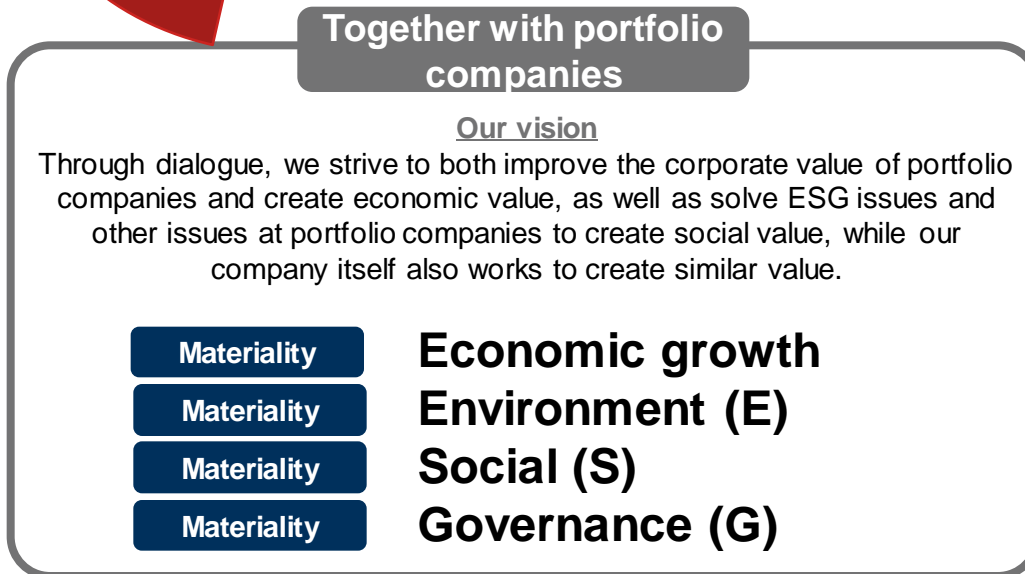 Together with portfolio
companies
Our vision
Through dialogue, we strive to both improve the corporate value of portfolio
companies and create economic value, as well as solve ESG issues and
other issues at portfolio companies to create social value, while our
company itself also works to create similar value.
Materiality Economic growth
Materiality Environment (E)
Materiality Social (S)
Materiality Governance (G)